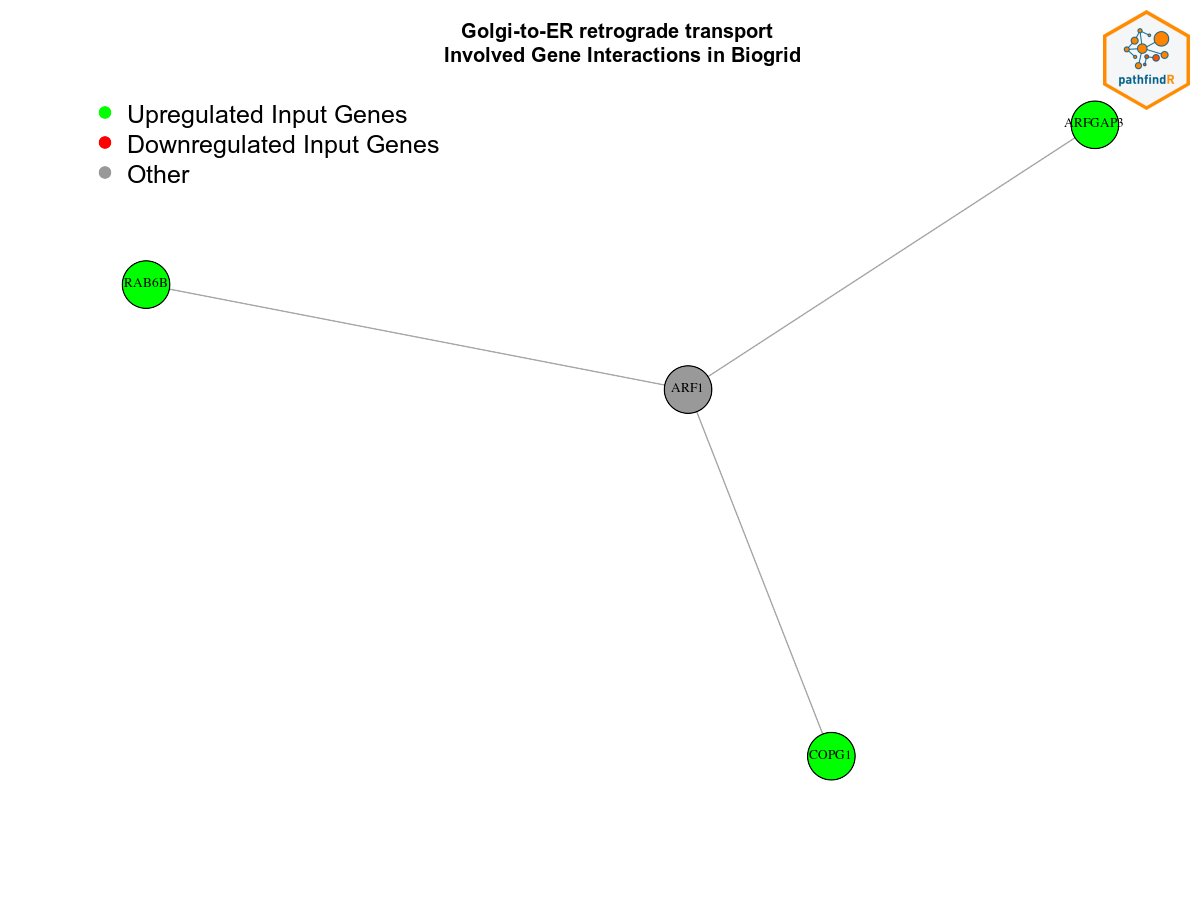 Golgi-to-ER retrograde transport
Involved Gene Interactions in Biogrid
pathfindR
Upregulated Input Genes
Downregulated Input Genes
Other
ARFGAP3
RAB6B
ARF1
COPG1